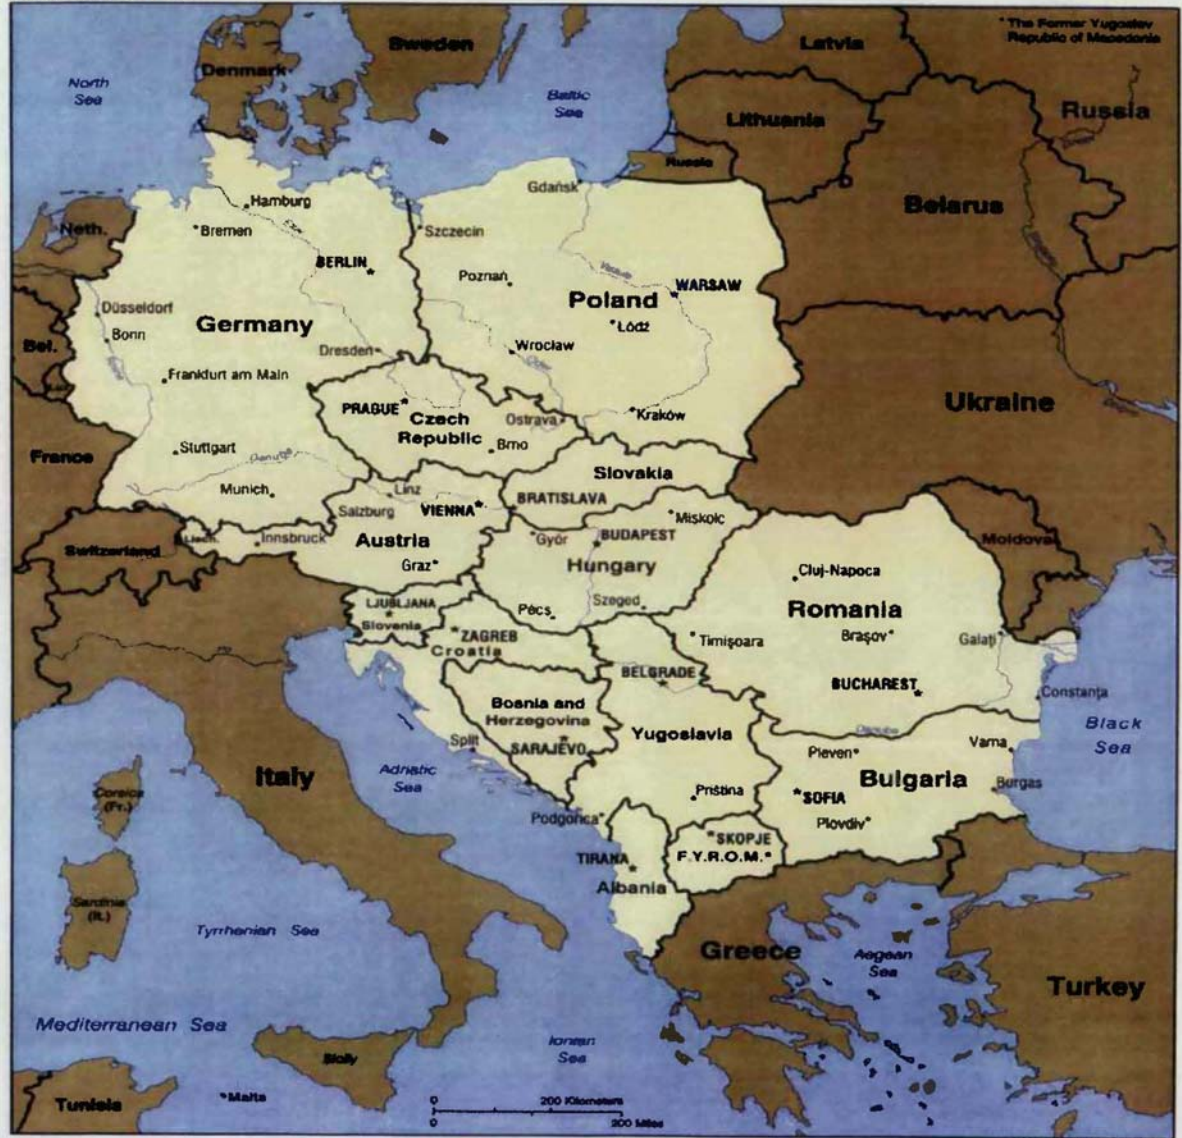 * The Former Yugoslav
Republic of Macedonia
Sweden
Latvia
Denmark
North
Sea
Baltic
Sea
Russia
Lithuania
Russia
Gdańsk
Hamburg
Neth.
Bremen
Szczecin
Belarus
BERLIN
Poznań
Vistula
WARSAW
Poland
Düsseldorf
Germany
Łódź
Bonn
Bel.
Dresden
Wrocław
Oder
Frankfurt am Main
PRAGUE
Czech
Republic
Ostrava
Kraków
Ukraine
France
Stuttgart
Danube
Brno
Slovakia
Munich
Linz
Salzburg
VIENNA
BRATISLAVA
Miskolc
Switzerland
Liech.
Innsbruck
Austria
Győr
BUDAPEST
Moldova
Graz
Hungary
Cluj-Napoca
LJUBLJANA
Slovenia
Pécs
Szeged
Romania
ZAGREB
Croatia
Timişoara
Braşov
Galaţi
Po
BELGRADE
BUCHAREST
Constanţa
Bosnia and
Herzegovina
SARAJEVO
Yugoslavia
Danube
Black
Sea
Split
Pleven
Varna
Italy
Adriatic
Sea
Bulgaria
Burgas
Corsica
(Fr.)
Priština
SOFIA
Podgorica
Plovdiv
SKOPJE
F.Y.R.O.M.*
TIRANA
Albania
Sardinia
(It.)
Tyrrhenian Sea
Greece
Aegean
Sea
Turkey
Mediterranean Sea
Ionian
Sea
Sicily
Malta
Tunisia
0 200 Kilometers
0 200 Miles